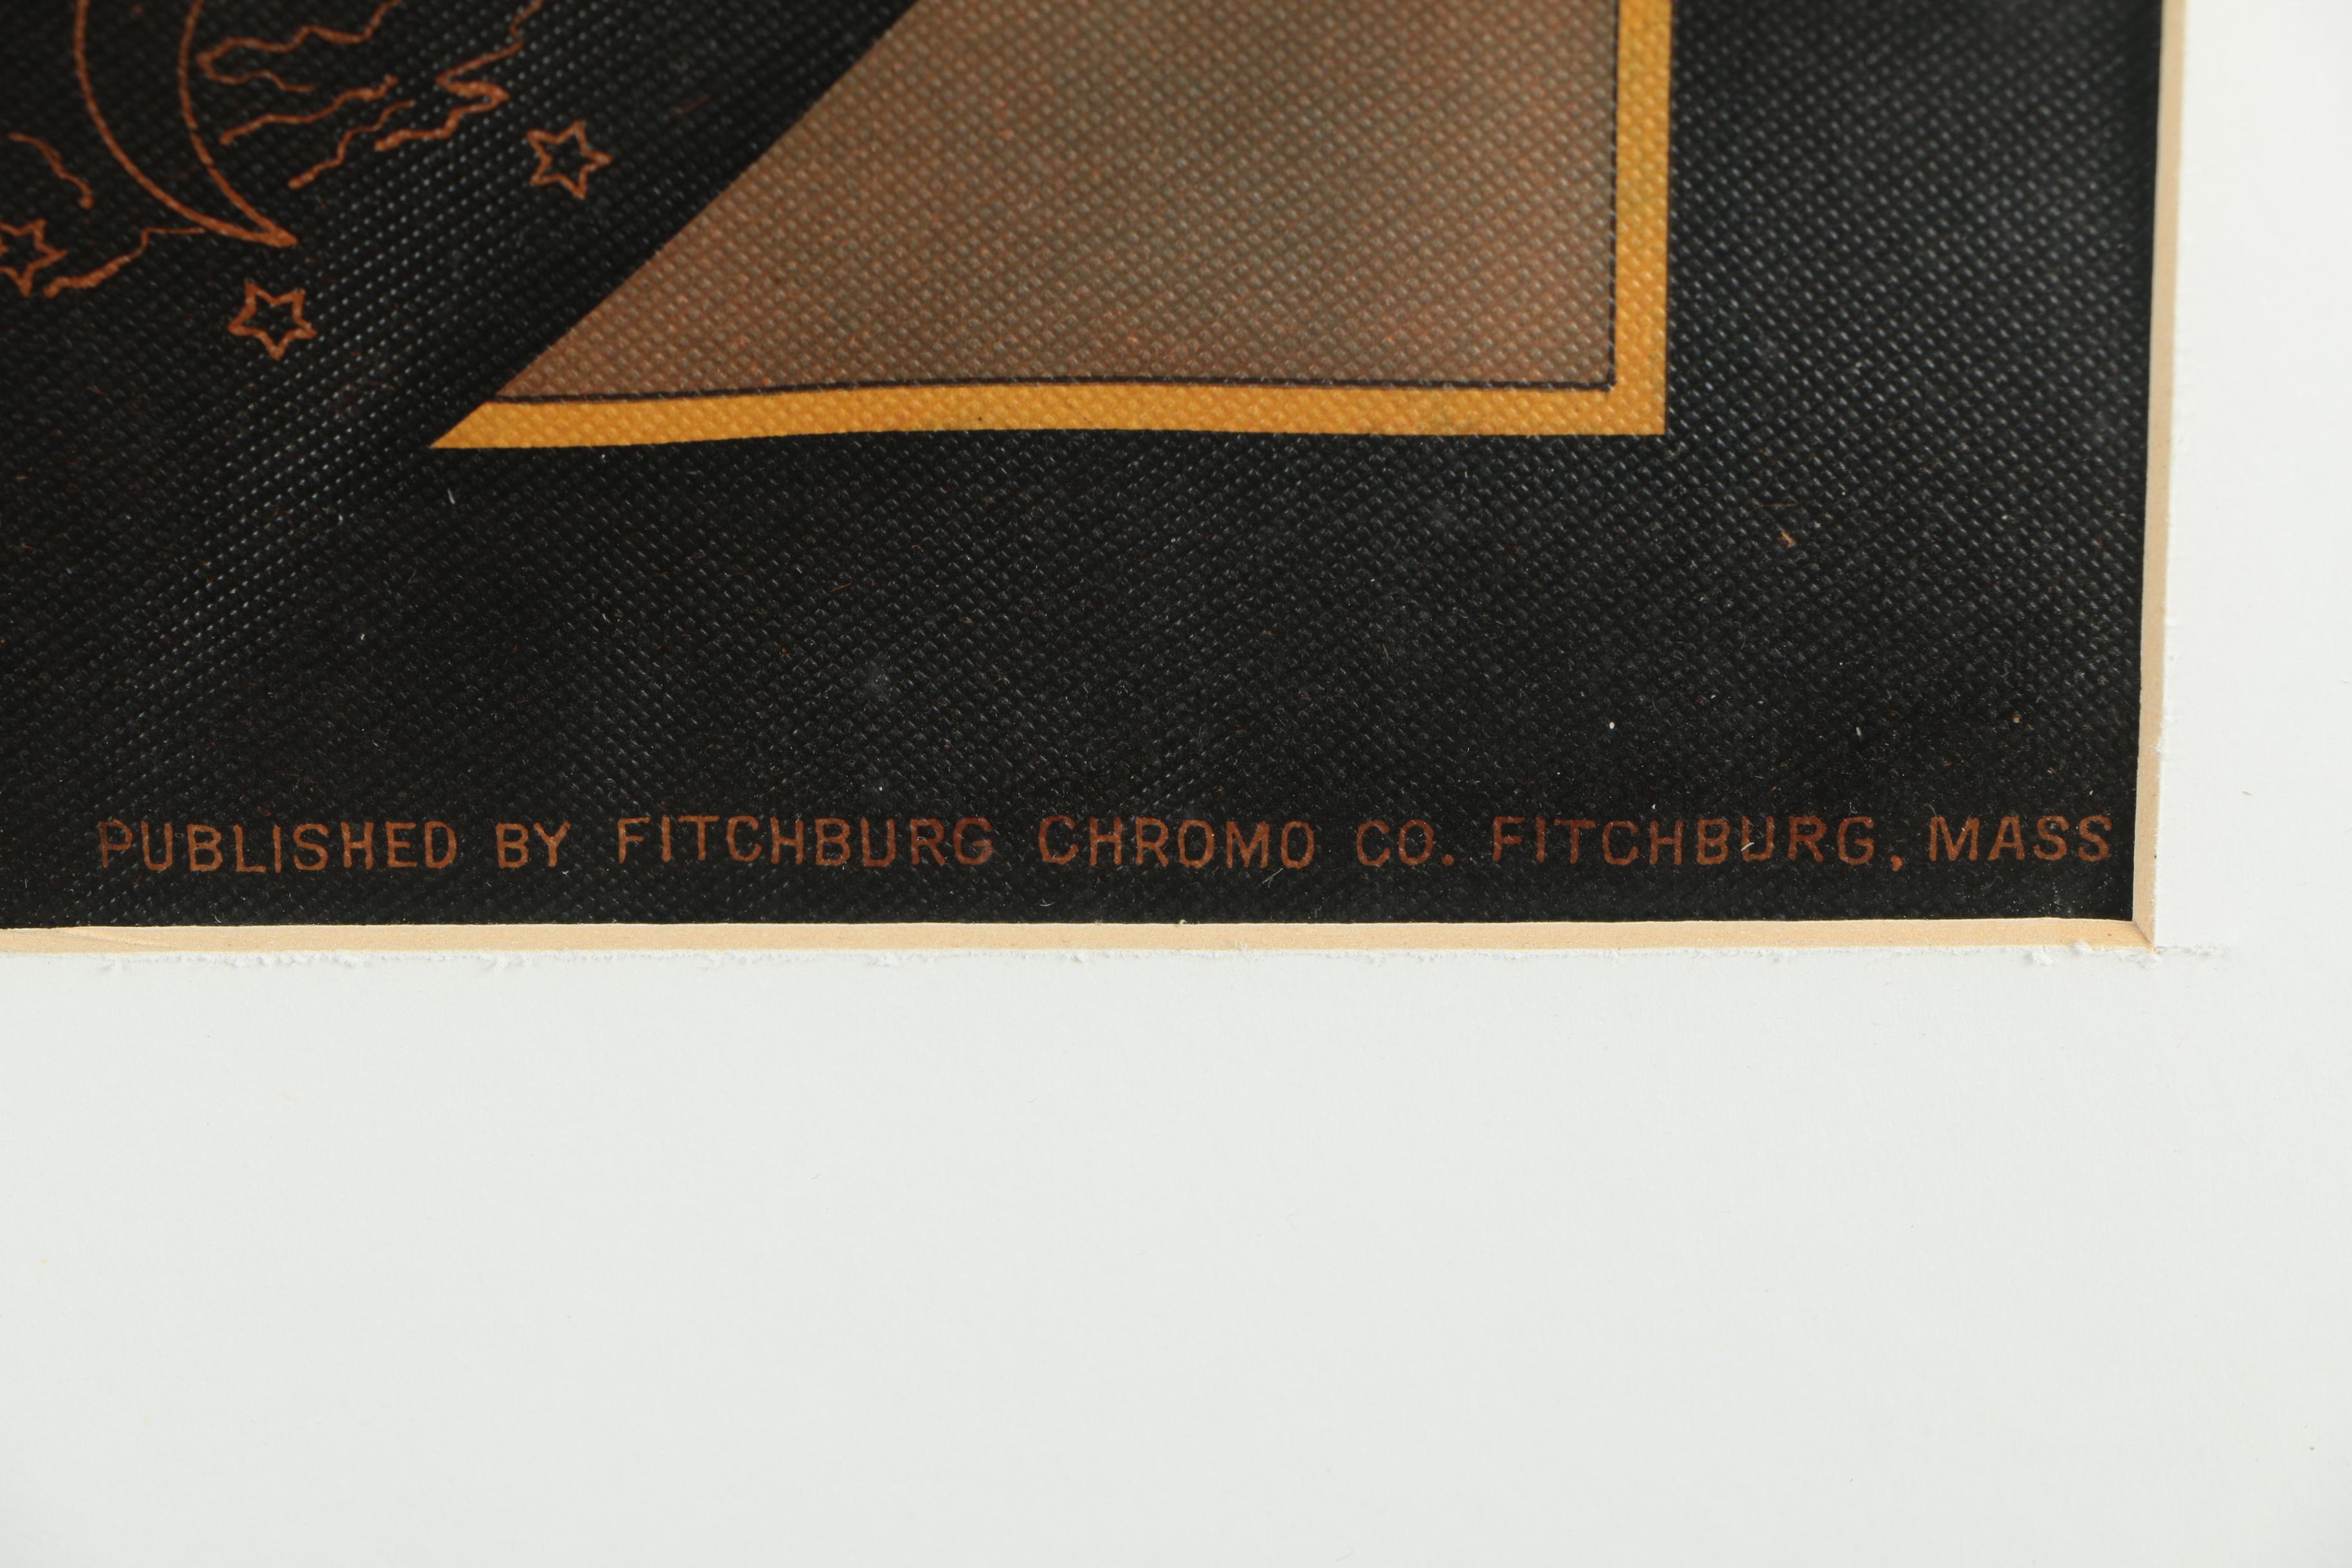 PUBLISHED BY FITCHBURG CHROMO CO. FITCHBURG, MASS